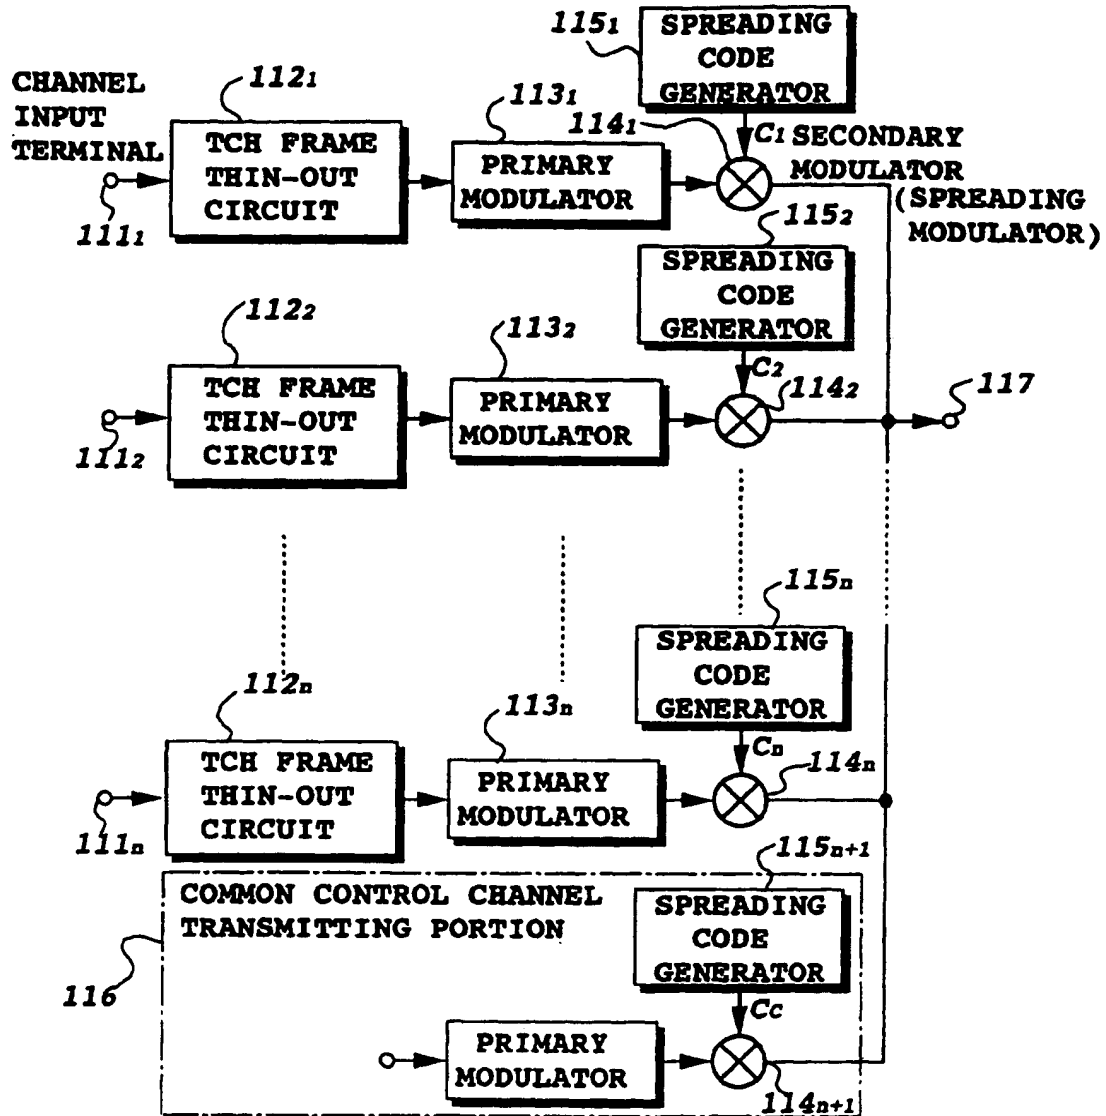 115₁
SPREADING
CODE
GENERATOR
CHANNEL
INPUT
TERMINAL
112₁
113₁
114₁
C₁
SECONDARY
MODULATOR
(SPREADING
MODULATOR)
TCH FRAME
THIN-OUT
CIRCUIT
PRIMARY
MODULATOR
111₁
115₂
SPREADING
CODE
GENERATOR
112₂
113₂
C₂
114₂
117
TCH FRAME
THIN-OUT
CIRCUIT
PRIMARY
MODULATOR
111₂
115n
SPREADING
CODE
GENERATOR
112n
113n
Cn
114n
TCH FRAME
THIN-OUT
CIRCUIT
PRIMARY
MODULATOR
111n
115n+1
COMMON CONTROL CHANNEL
TRANSMITTING PORTION
SPREADING
CODE
GENERATOR
116
Cc
PRIMARY
MODULATOR
114n+1